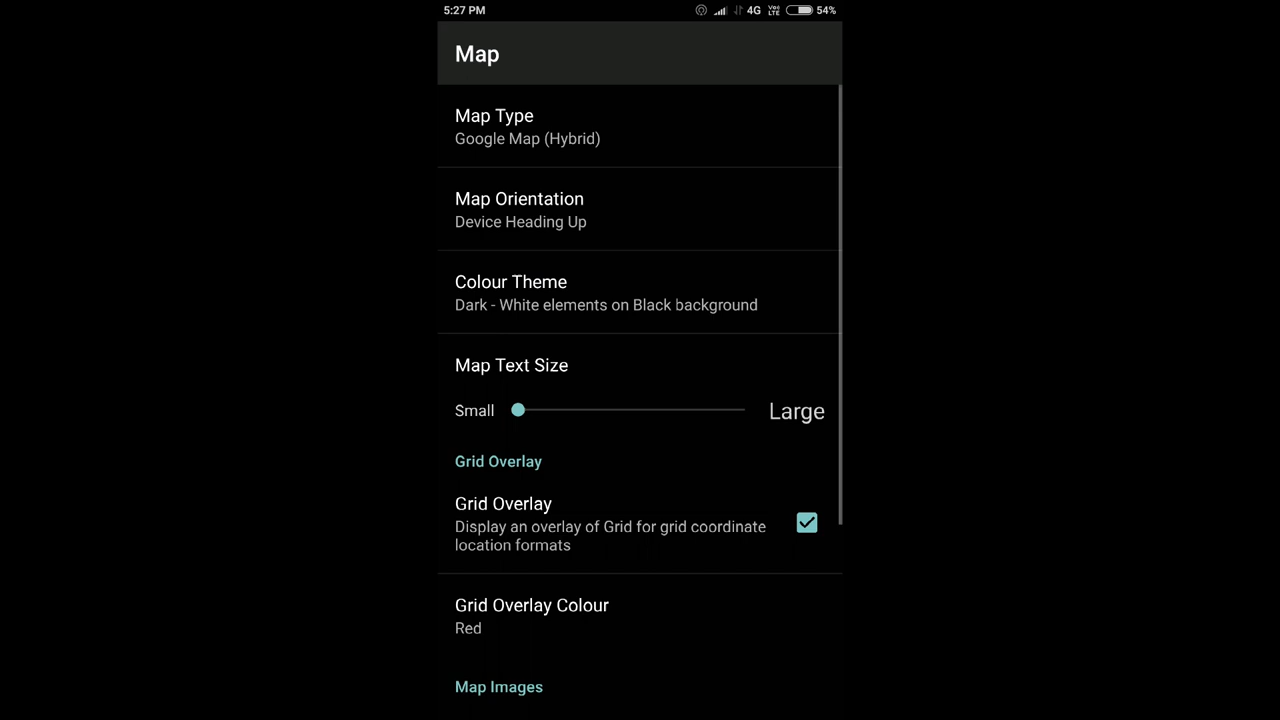 5:27 PM 4G Vo) LTE 54%
Map
Map Type
Google Map (Hybrid)
Map Orientation
Device Heading Up
Colour Theme
Dark - White elements on Black background
Map Text Size
Small Large
Grid Overlay
Grid Overlay
Display an overlay of Grid for grid coordinate
location formats
Grid Overlay Colour
Red
Map Images